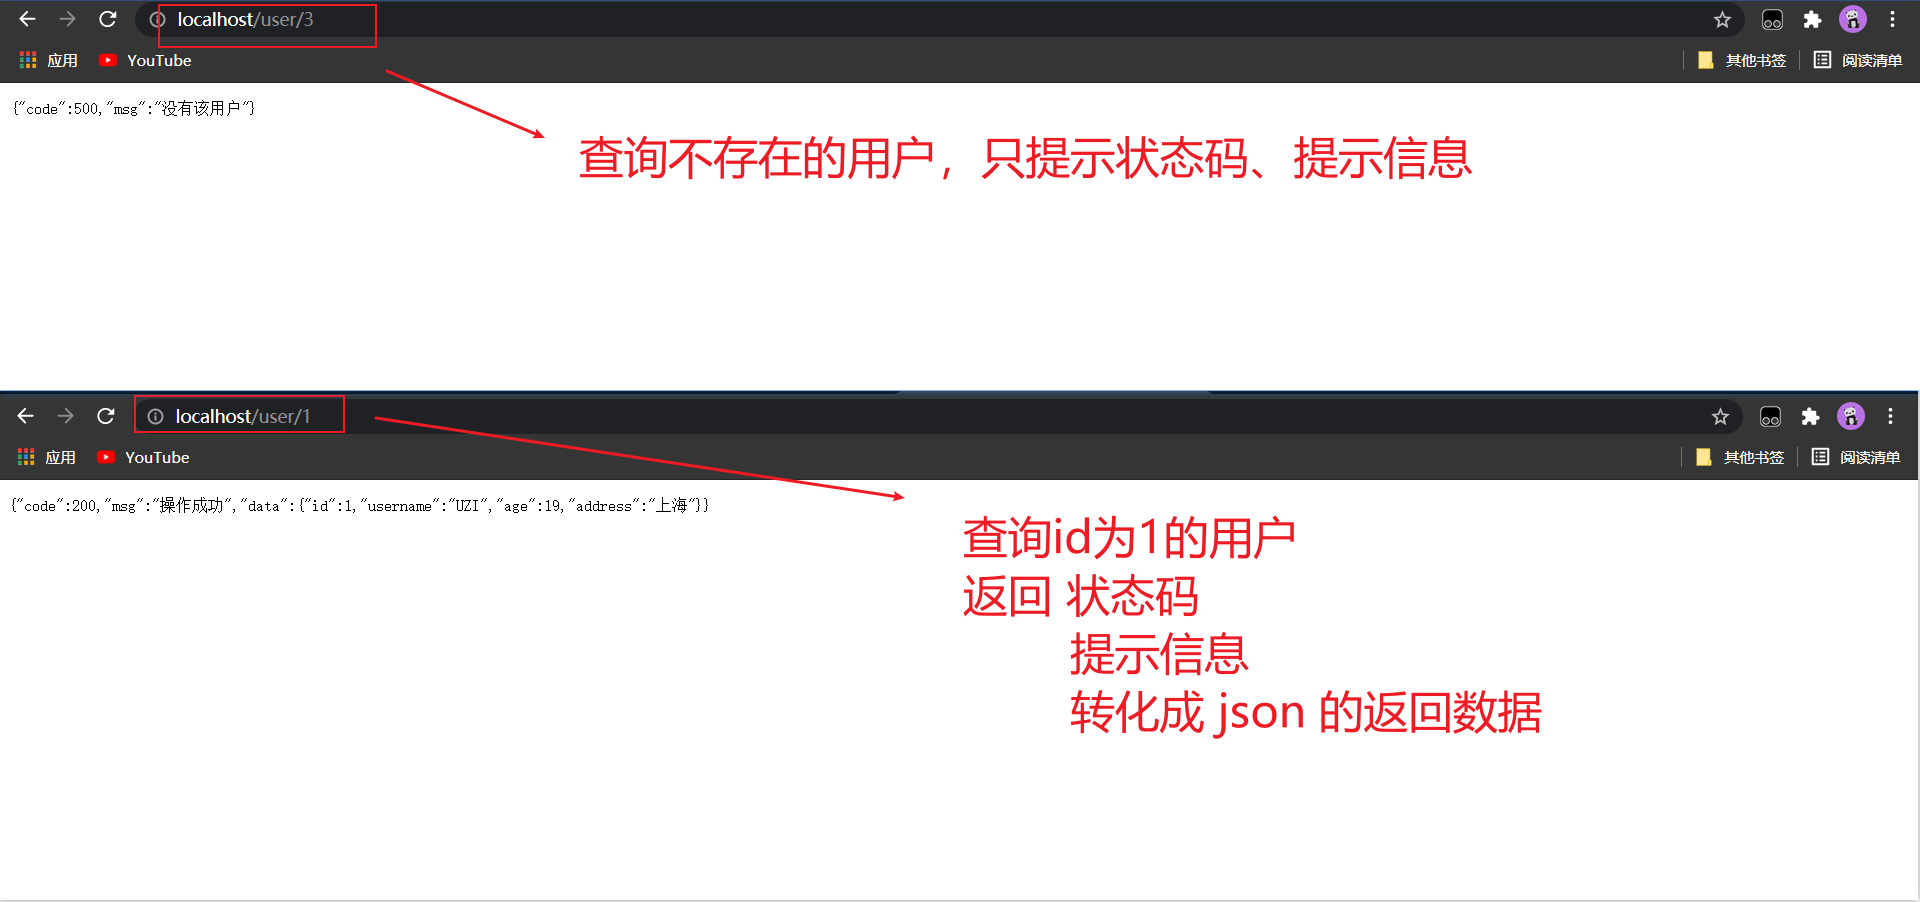 localhost/user/3
应用
YouTube
其他书签
阅读清单
{"code":500,"msg":"没有该用户"}
查询不存在的用户，只提示状态码、提示信息
localhost/user/1
应用
YouTube
其他书签
阅读清单
{"code":200,"msg":"操作成功","data":{"id":1,"username":"UZI","age":19,"address":"上海"}}
查询id为1的用户
返回 状态码
提示信息
转化成 json 的返回数据